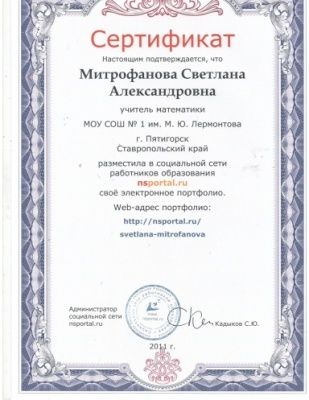 Сертификат
Настоящим подтверждается, что
Митрофанова Светлана
Александровна
учитель математики
МОУ СОШ № 1 им. М. Ю. Лермонтова
г. Пятигорск
Ставропольский край
разместила в социальной сети
работников образования
nsportal.ru
своё электронное портфолио.
Web-адрес портфолио:
http://nsportal.ru/
svetlana-mitrofanova
Администратор
социальной сети
nsportal.ru
Кадыков С.Ю.
2011 г.